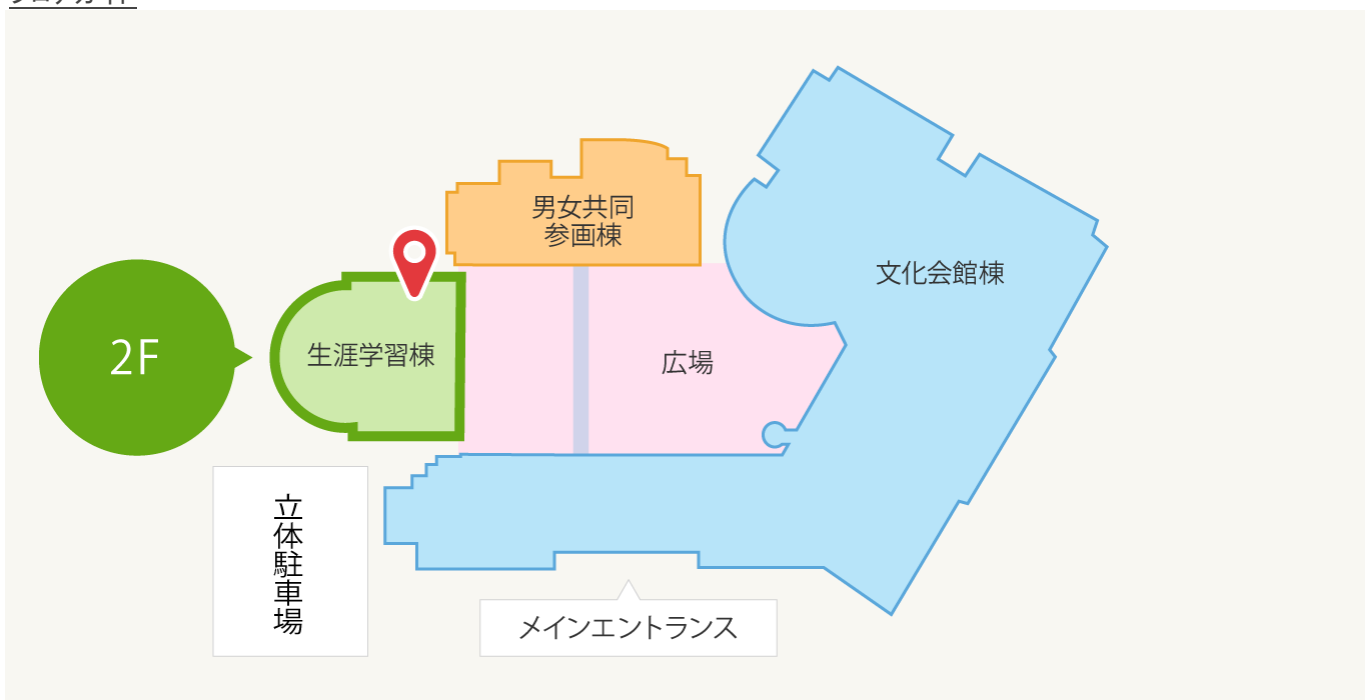 男女共同
参画棟
文化会館棟
2F
生涯学習棟
広場
立体駐車場
メインエントランス